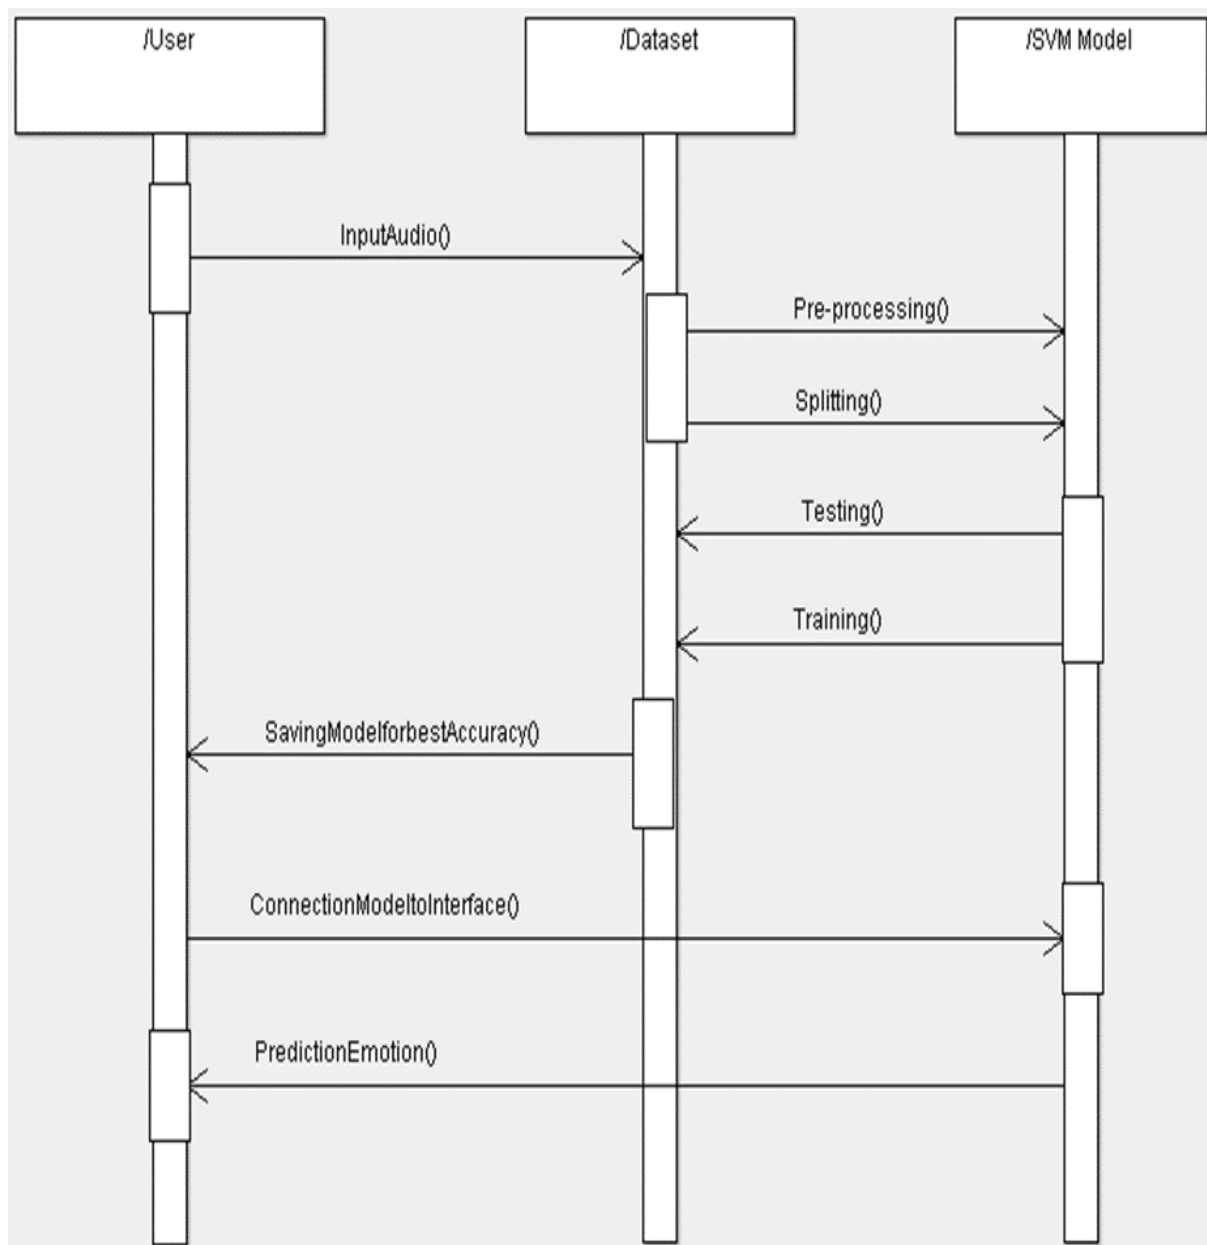 /User
/Dataset
/SVM Model
InputAudio()
Pre-processing()
Splitting()
Testing()
Training()
SavingModelforbestAccuracy()
ConnectionModeltoInterface()
PredictionEmotion()